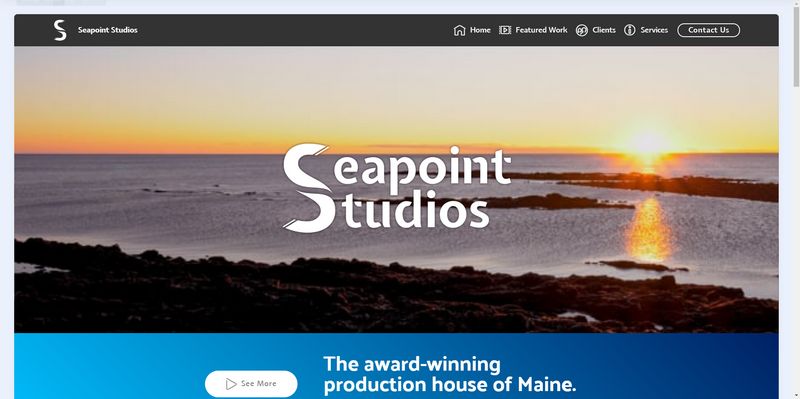 Seapoint Studios
Home
Featured Work
Clients
Services
Contact Us
Seapoint
Studios
See More
The award-winning
production house of Maine.